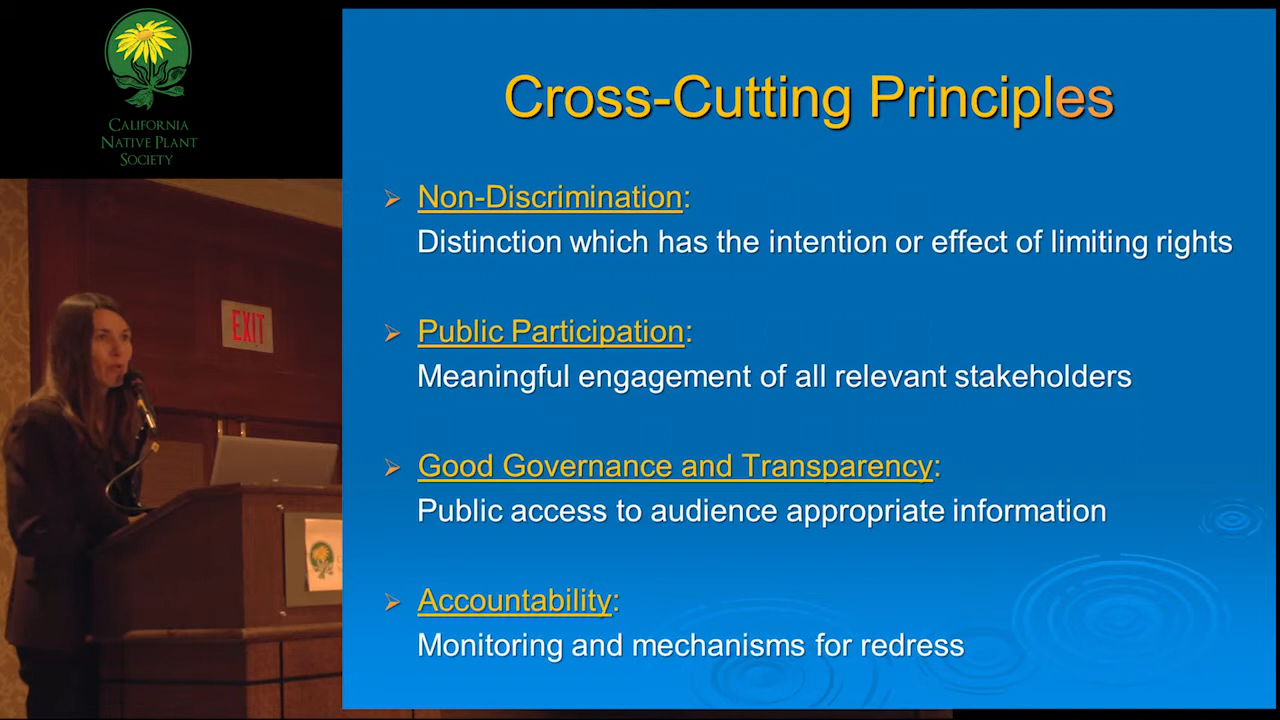 CALIFORNIA
NATIVE PLANT
SOCIETY
EXIT
Cross-Cutting Principles
Non-Discrimination:
Distinction which has the intention or effect of limiting rights
Public Participation:
Meaningful engagement of all relevant stakeholders
Good Governance and Transparency:
Public access to audience appropriate information
Accountability:
Monitoring and mechanisms for redress